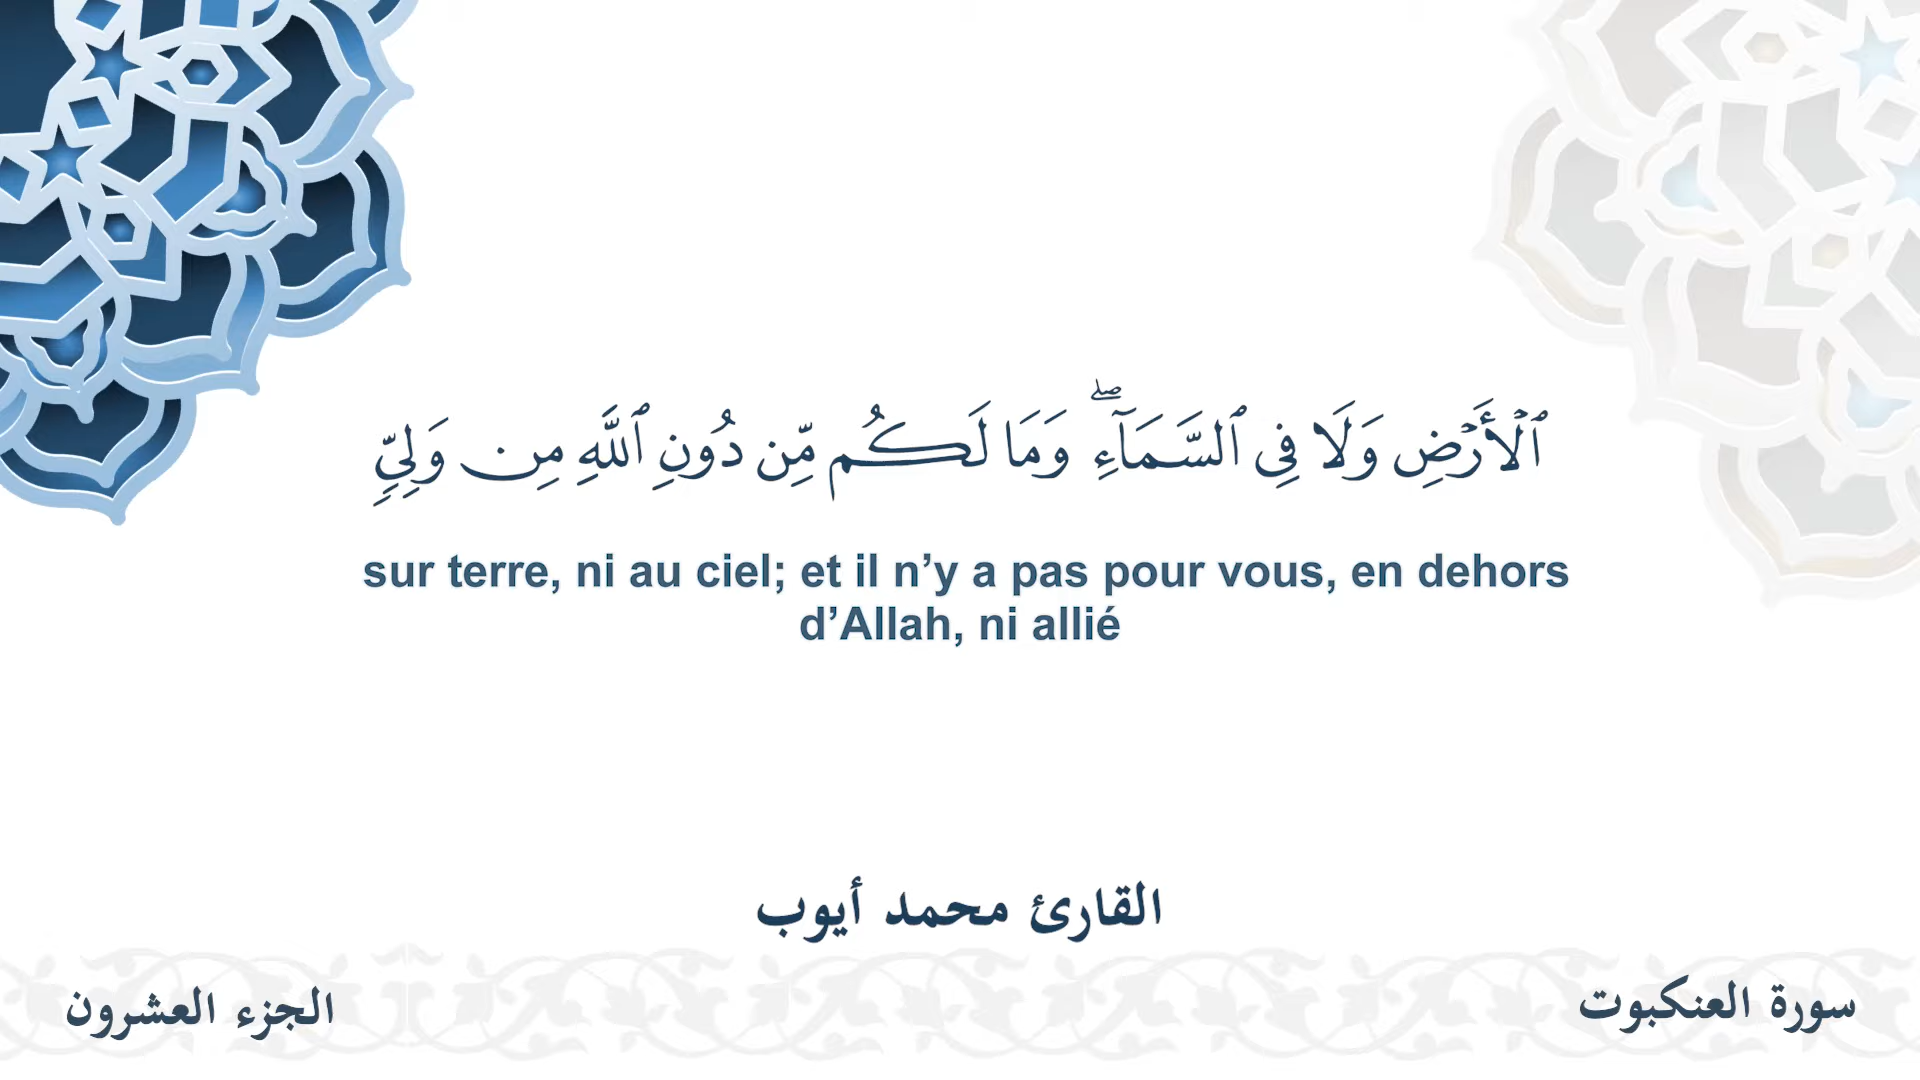 ٱلْأَرْضِ وَلَا فِى ٱلسَّمَآءِ ۖ وَمَا لَكُم مِّن دُونِ ٱللَّهِ مِن وَلِىٍّ
sur terre, ni au ciel; et il n’y a pas pour vous, en dehors
d’Allah, ni allié
القارئ محمد أيوب
سورة العنكبوت
الجزء العشرون